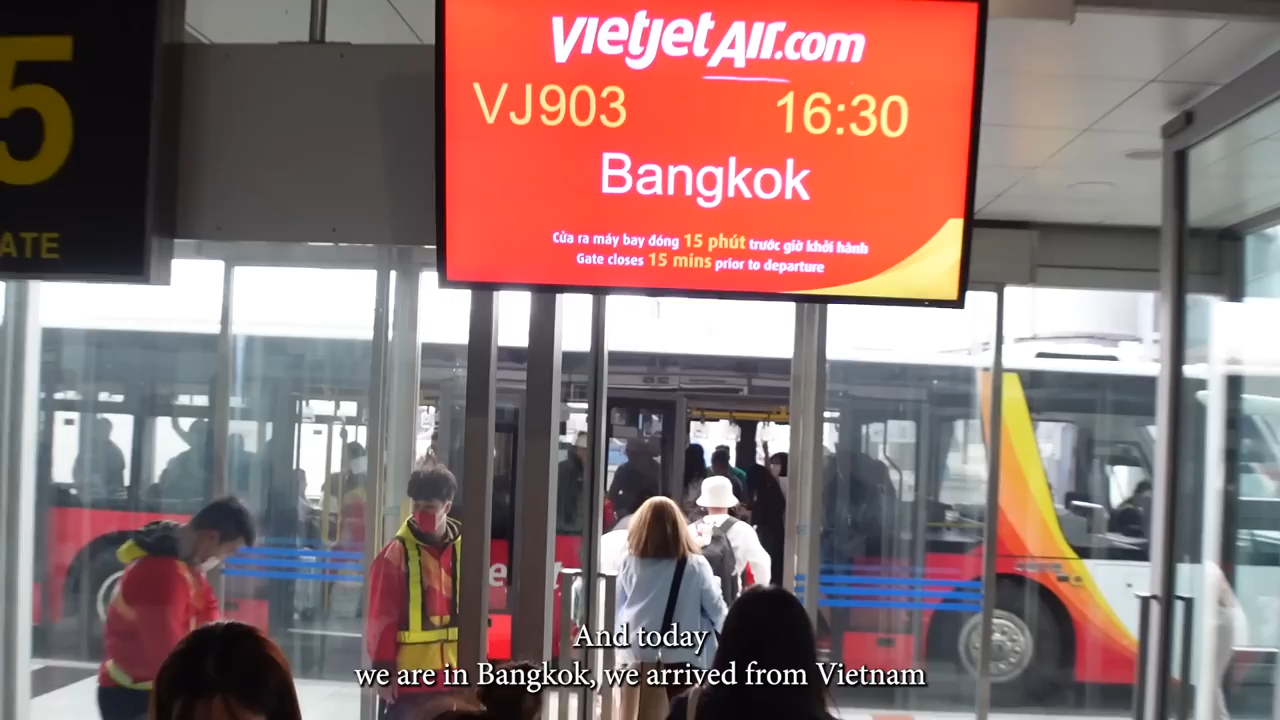 5
ATE
vietjetAir.com
VJ903 16:30
Bangkok
Cửa ra máy bay đóng 15 phút trước giờ khởi hành
Gate closes 15 mins prior to departure
And today
we are in Bangkok, we arrived from Vietnam